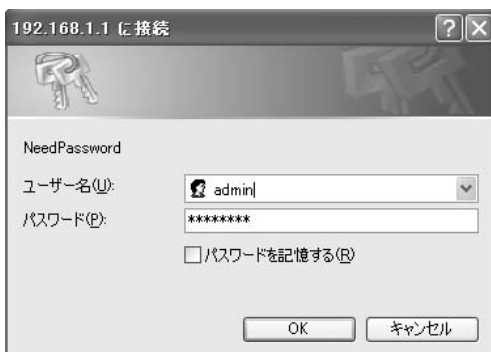 192.168.1.1 に接続
NeedPassword
ユーザー名(U):
admin
パスワード(P):
********
パスワードを記憶する(R)
OK
キャンセル